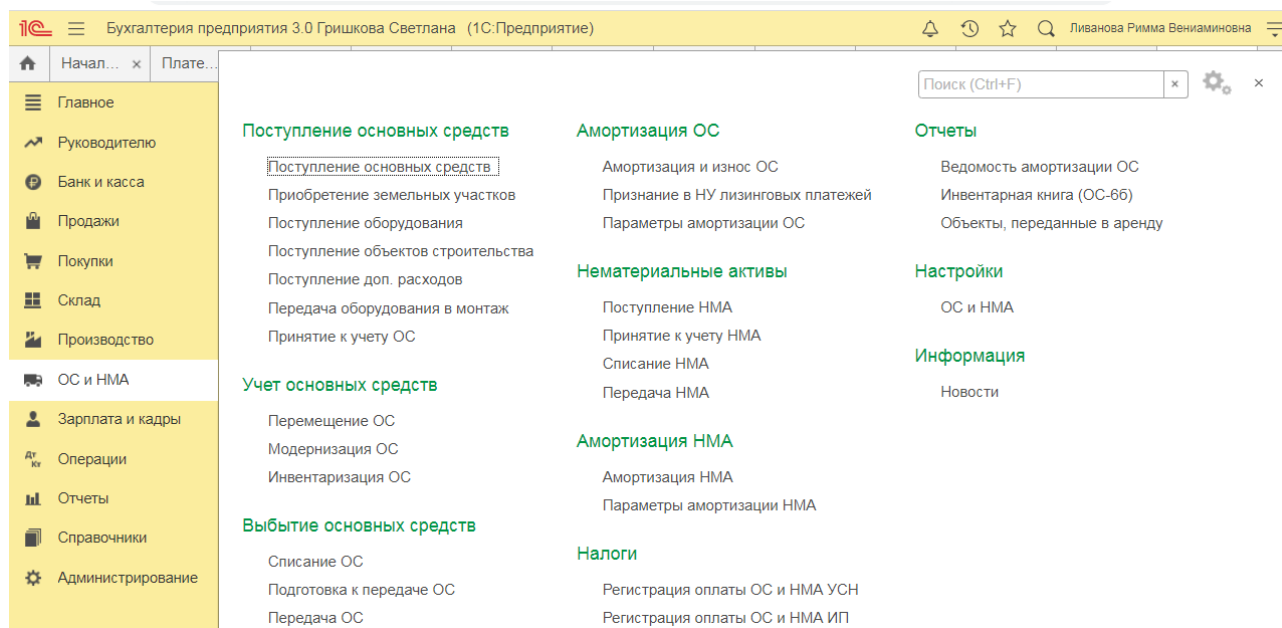 1С Бухгалтерия предприятия 3.0 Гришкова Светлана (1С:Предприятие) Ливанова Римма Вениаминовна
Начал... × Плате...
Поиск (Ctrl+F) × ×
Главное
Руководителю
Банк и касса
Продажи
Покупки
Склад
Производство
ОС и НМА
Зарплата и кадры
Дт Кт Операции
Отчеты
Справочники
Администрирование
Поступление основных средств
Поступление основных средств
Приобретение земельных участков
Поступление оборудования
Поступление объектов строительства
Поступление доп. расходов
Передача оборудования в монтаж
Принятие к учету ОС
Учет основных средств
Перемещение ОС
Модернизация ОС
Инвентаризация ОС
Выбытие основных средств
Списание ОС
Подготовка к передаче ОС
Передача ОС
Амортизация ОС
Амортизация и износ ОС
Признание в НУ лизинговых платежей
Параметры амортизации ОС
Нематериальные активы
Поступление НМА
Принятие к учету НМА
Списание НМА
Передача НМА
Амортизация НМА
Амортизация НМА
Параметры амортизации НМА
Налоги
Регистрация оплаты ОС и НМА УСН
Регистрация оплаты ОС и НМА ИП
Отчеты
Ведомость амортизации ОС
Инвентарная книга (ОС-6б)
Объекты, переданные в аренду
Настройки
ОС и НМА
Информация
Новости